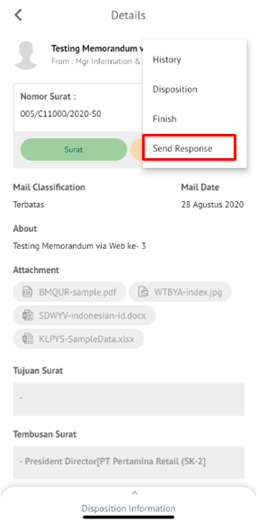 Details
Testing Memorandum v
From : Mgr Information &
History
Disposition
Finish
Send Response
Nomor Surat :
005/C11000/2020-S0
Surat
Mail Classification
Mail Date
Terbatas
28 Agustus 2020
About
Testing Memorandum via Web ke- 3
Attachment
BMQUR-sample.pdf
WTBYA-index.jpg
SDWYV-indonesian-id.docx
KLPYS-SampleData.xlsx
Tujuan Surat
-
Tembusan Surat
- President Director[PT Pertamina Retail (SK-2]
Disposition Information